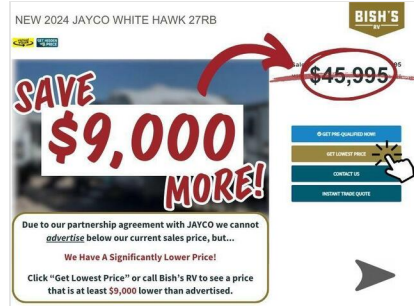 NEW 2024 JAYCO WHITE HAWK 27RB
BISH'S
RV
GET HIDDEN
PRICE
$45,995
SAVE
$9,000
MORE!
GET PRE-QUALIFIED NOW!
GET LOWEST PRICE
CONTACT US
INSTANT TRADE QUOTE
Due to our partnership agreement with JAYCO we cannot
advertise below our current sales price, but...
We Have A Significantly Lower Price!
Click “Get Lowest Price” or call Bish’s RV to see a price
that is at least $9,000 lower than advertised.